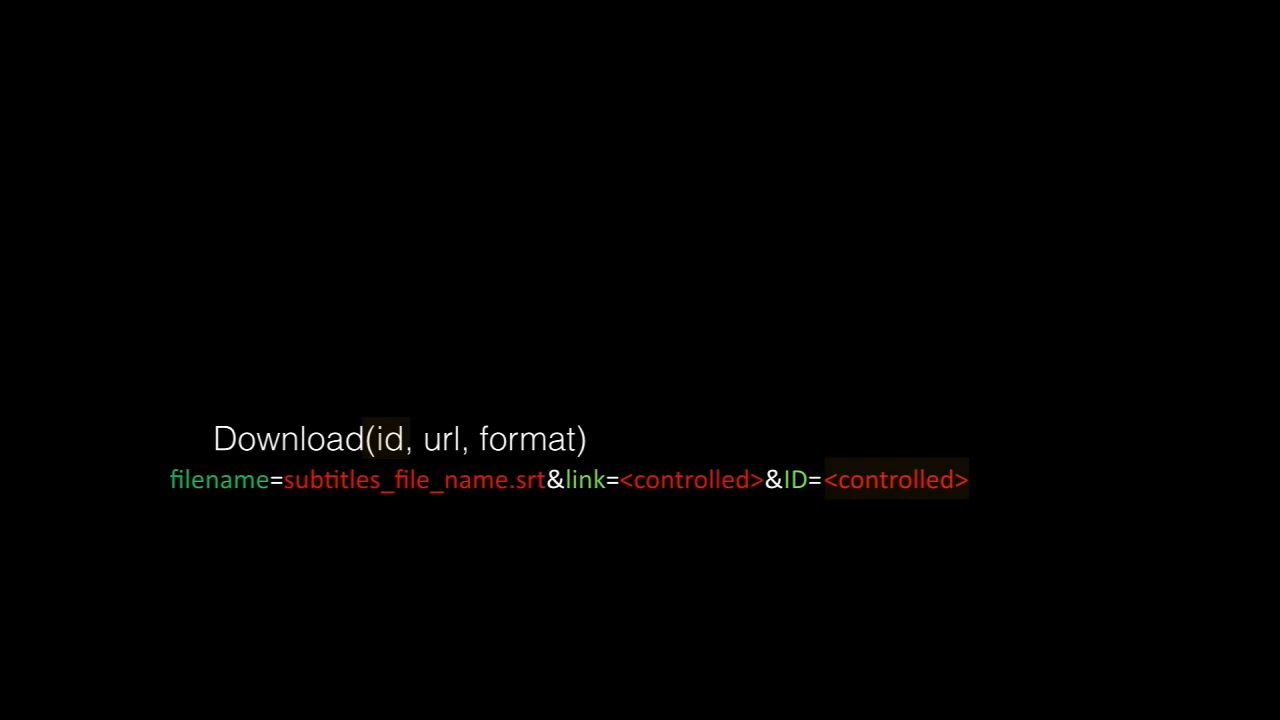 Download(id, url, format)
filename=subtitles_file_name.srt&link=<controlled>&ID=<controlled>